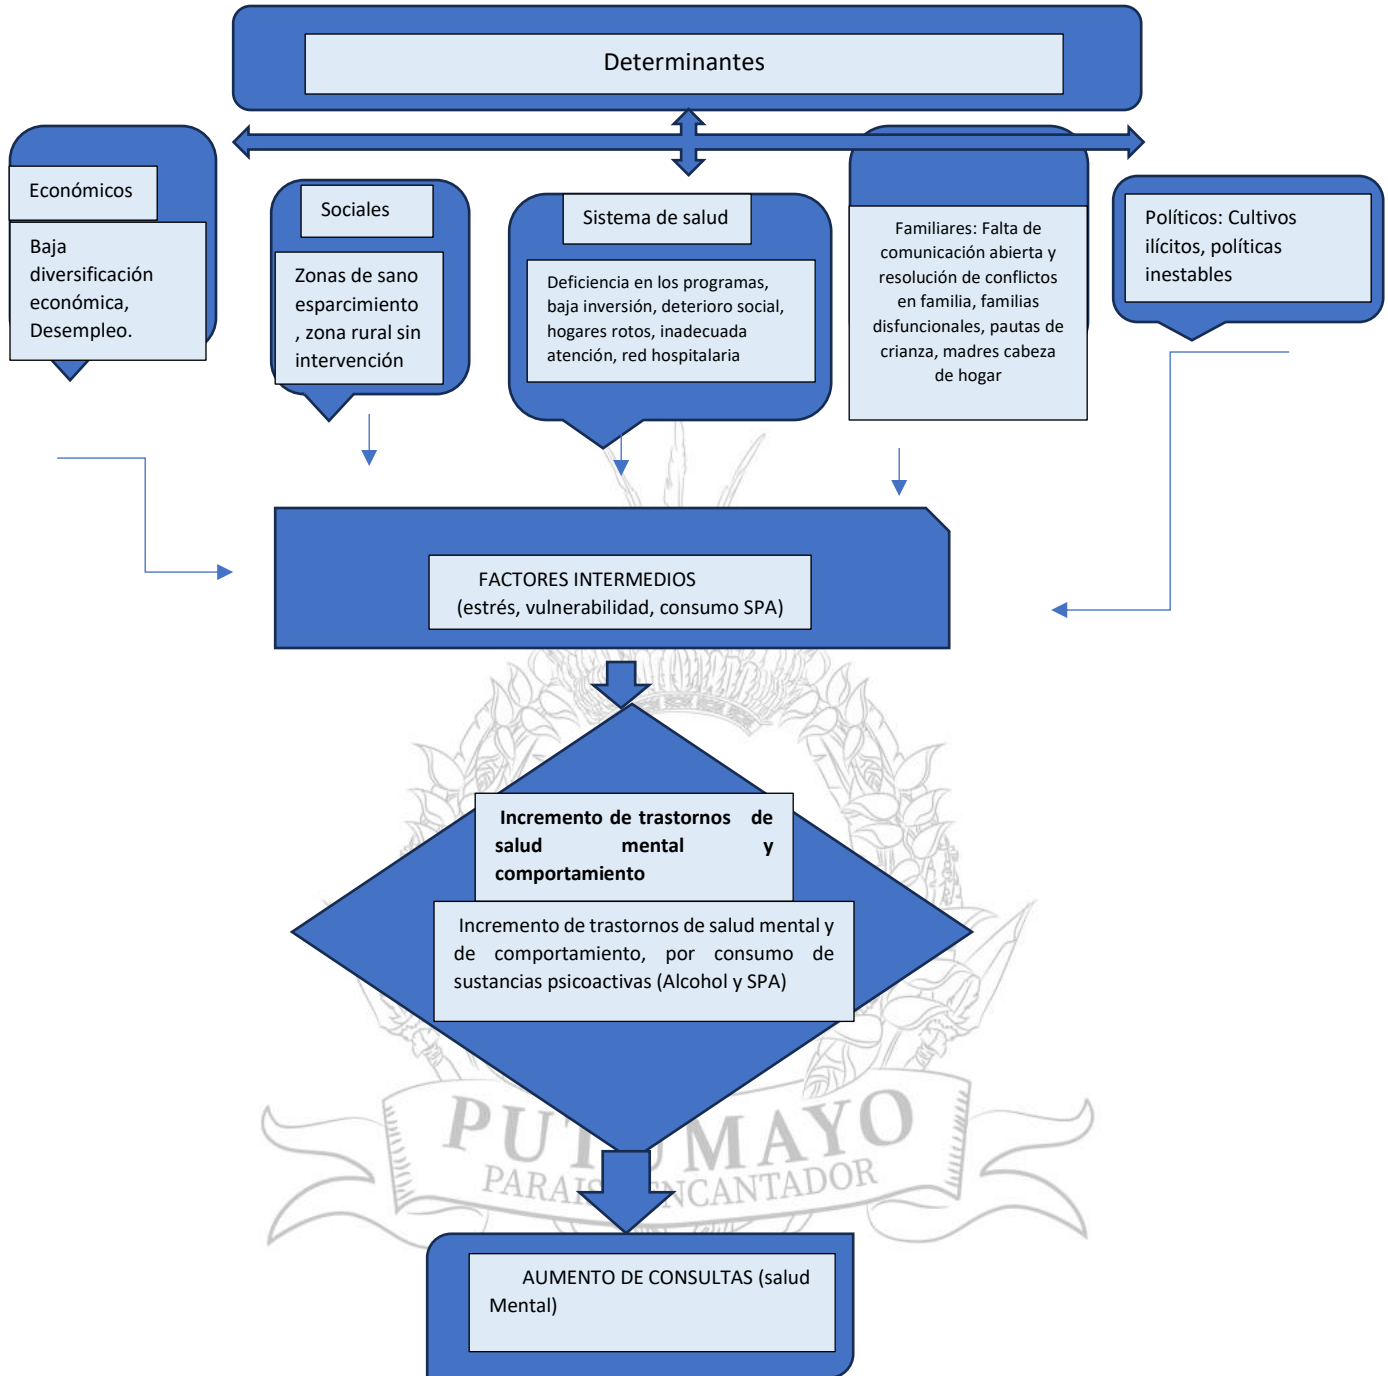 Determinantes
Económicos
Baja
diversificación
económica,
Desempleo.
Sociales
Zonas de sano
esparcimiento
, zona rural sin
intervención
Sistema de salud
Deficiencia en los programas,
baja inversión, deterioro social,
hogares rotos, inadecuada
atención, red hospitalaria
Familiares: Falta de
comunicación abierta y
resolución de conflictos
en familia, familias
disfuncionales, pautas de
crianza, madres cabeza
de hogar
Políticos: Cultivos
ilícitos, políticas
inestables
FACTORES INTERMEDIOS
(estrés, vulnerabilidad, consumo SPA)
Incremento de trastornos de
salud mental y
comportamiento
Incremento de trastornos de salud mental y
de comportamiento, por consumo de
sustancias psicoactivas (Alcohol y SPA)
PUTUMAYO
PARAISO ENCANTADOR
AUMENTO DE CONSULTAS (salud
Mental)